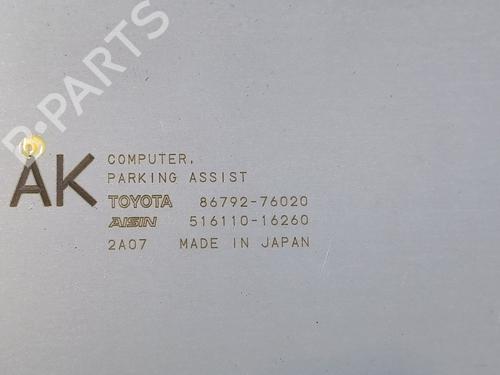 B-PARTS
AK
COMPUTER,
PARKING ASSIST
TOYOTA 86792-76020
AISIN 516110-16260
2A07 MADE IN JAPAN